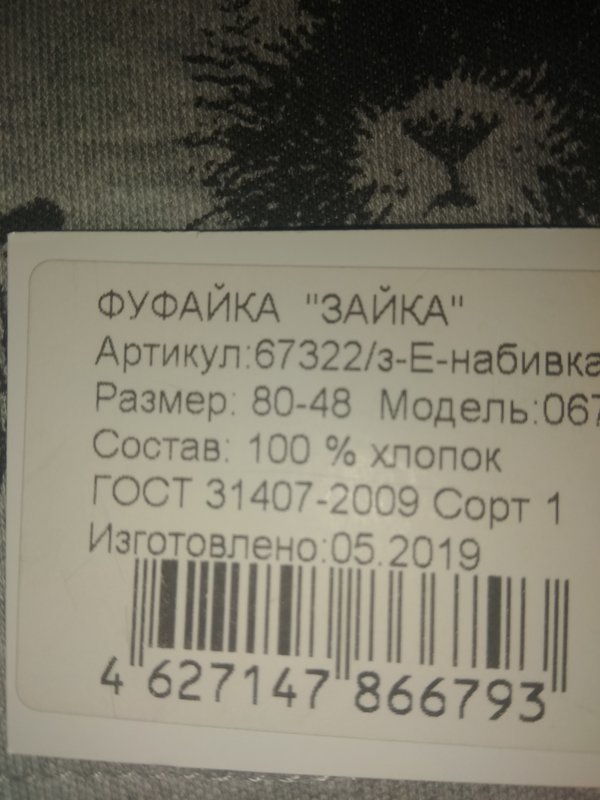 ФУФАЙКА "ЗАЙКА"
Артикул:67322/з-Е-набивка
Размер: 80-48 Модель:067
Состав: 100 % хлопок
ГОСТ 31407-2009 Сорт 1
Изготовлено:05.2019
4 627147 866793